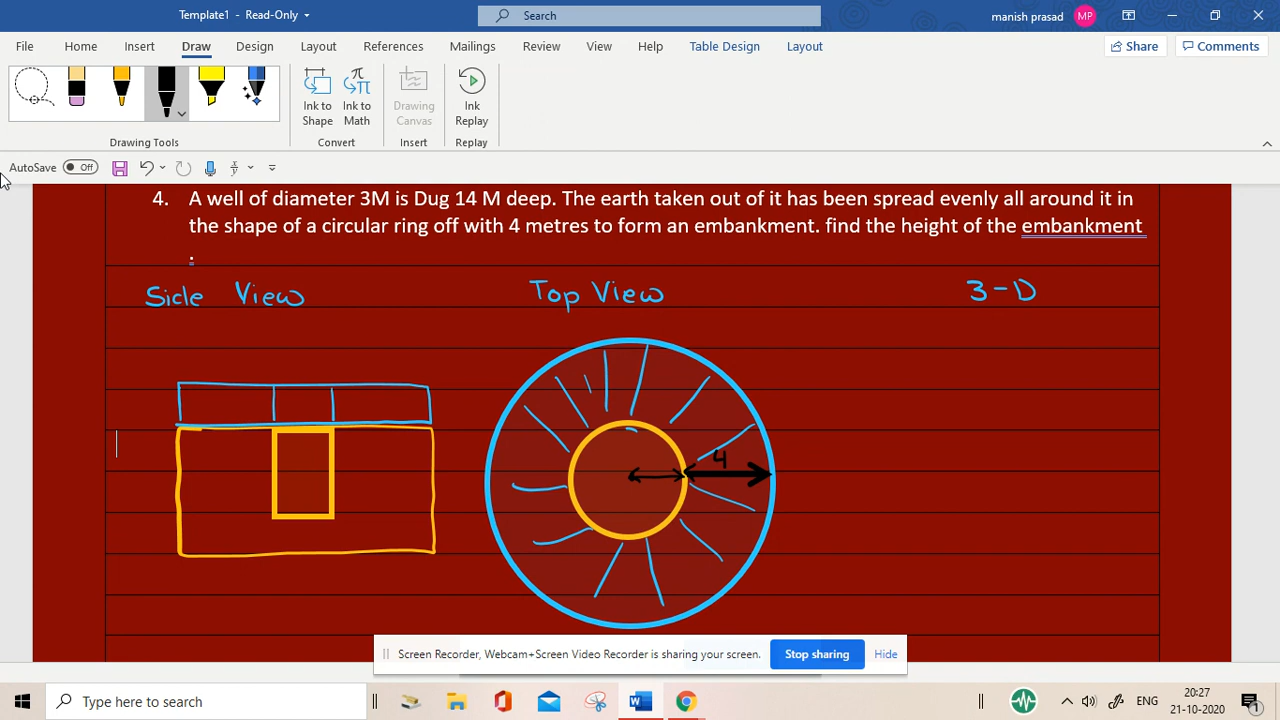 Template1 - Read-Only
Search
manish prasad MP
File Home Insert Draw Design Layout References Mailings Review View Help Table Design Layout Share Comments
Ink to Shape
Ink to Math
Drawing Canvas
Ink Replay
Drawing Tools Convert Insert Replay
AutoSave Off
4. A well of diameter 3M is Dug 14 M deep. The earth taken out of it has been spread evenly all around it in
the shape of a circular ring off with 4 metres to form an embankment. find the height of the embankment
.
Side View Top View 3-D
4
Screen Recorder, Webcam+Screen Video Recorder is sharing your screen. Stop sharing Hide
Type here to search
ENG
20:27
21-10-2020
1